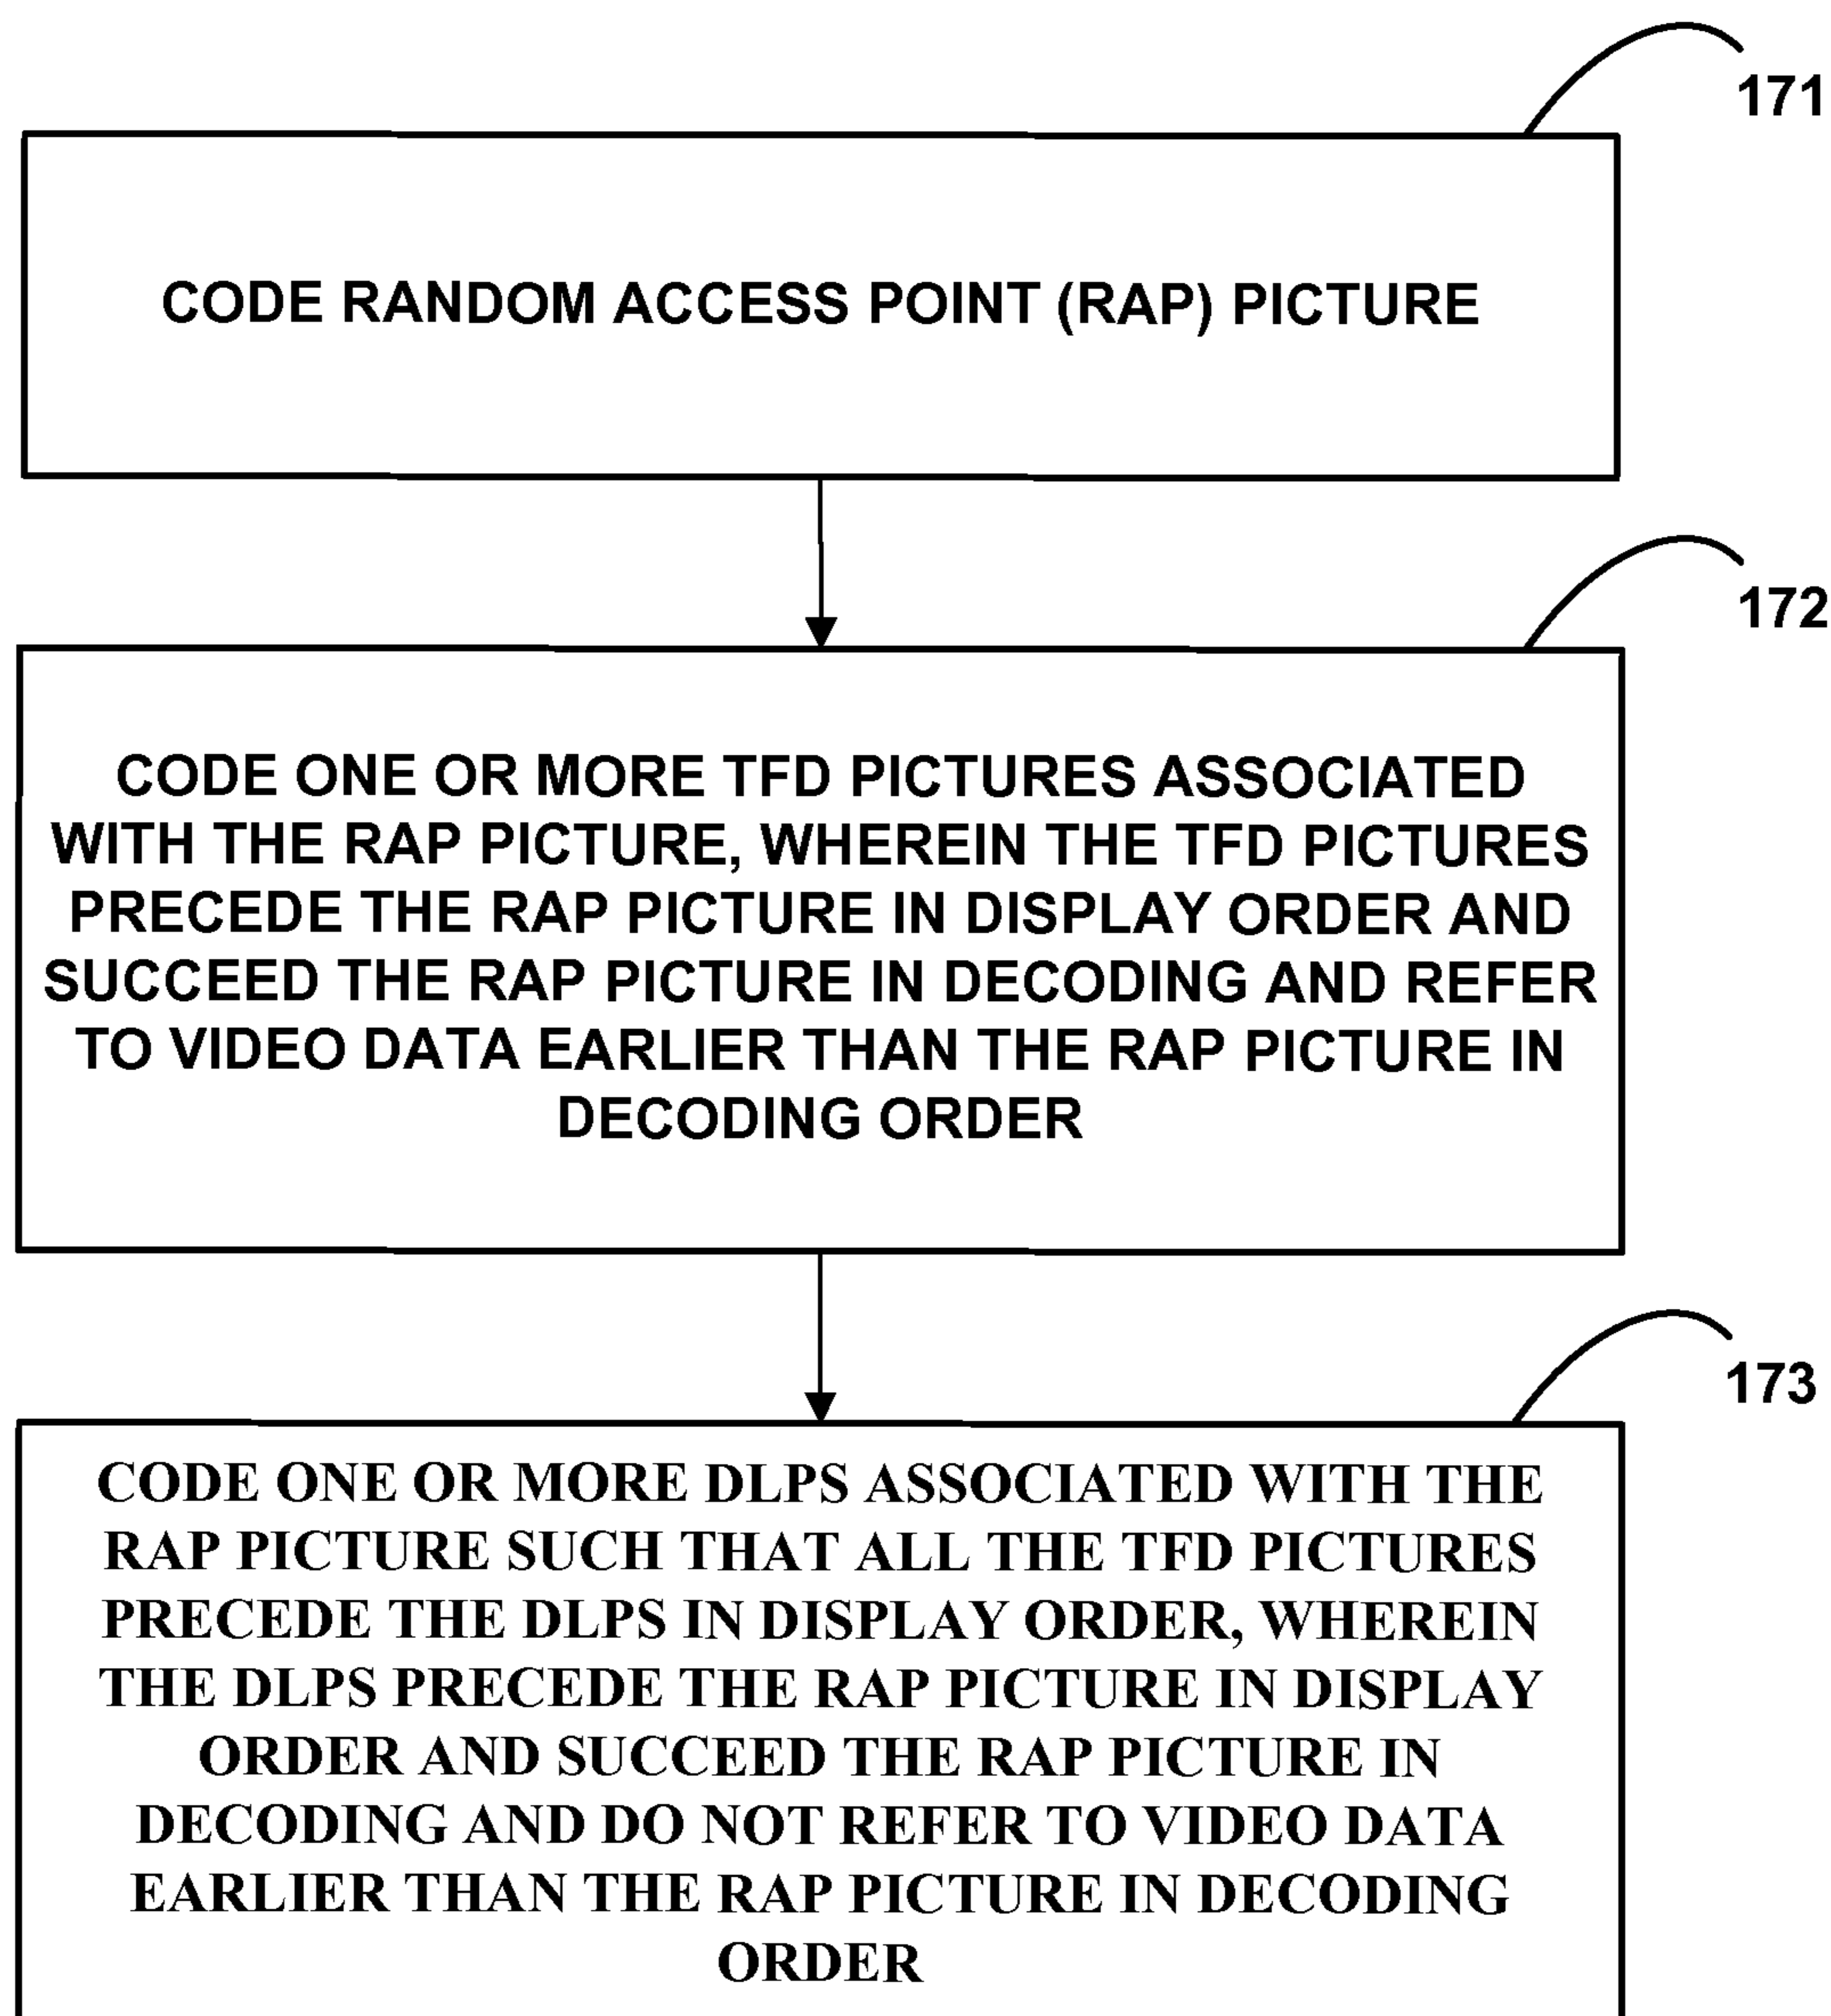 171
CODE RANDOM ACCESS POINT (RAP) PICTURE
172
CODE ONE OR MORE TFD PICTURES ASSOCIATED
WITH THE RAP PICTURE, WHEREIN THE TFD PICTURES
PRECEDE THE RAP PICTURE IN DISPLAY ORDER AND
SUCCEED THE RAP PICTURE IN DECODING AND REFER
TO VIDEO DATA EARLIER THAN THE RAP PICTURE IN
DECODING ORDER
173
CODE ONE OR MORE DLPS ASSOCIATED WITH THE
RAP PICTURE SUCH THAT ALL THE TFD PICTURES
PRECEDE THE DLPS IN DISPLAY ORDER, WHEREIN
THE DLPS PRECEDE THE RAP PICTURE IN DISPLAY
ORDER AND SUCCEED THE RAP PICTURE IN
DECODING AND DO NOT REFER TO VIDEO DATA
EARLIER THAN THE RAP PICTURE IN DECODING
ORDER